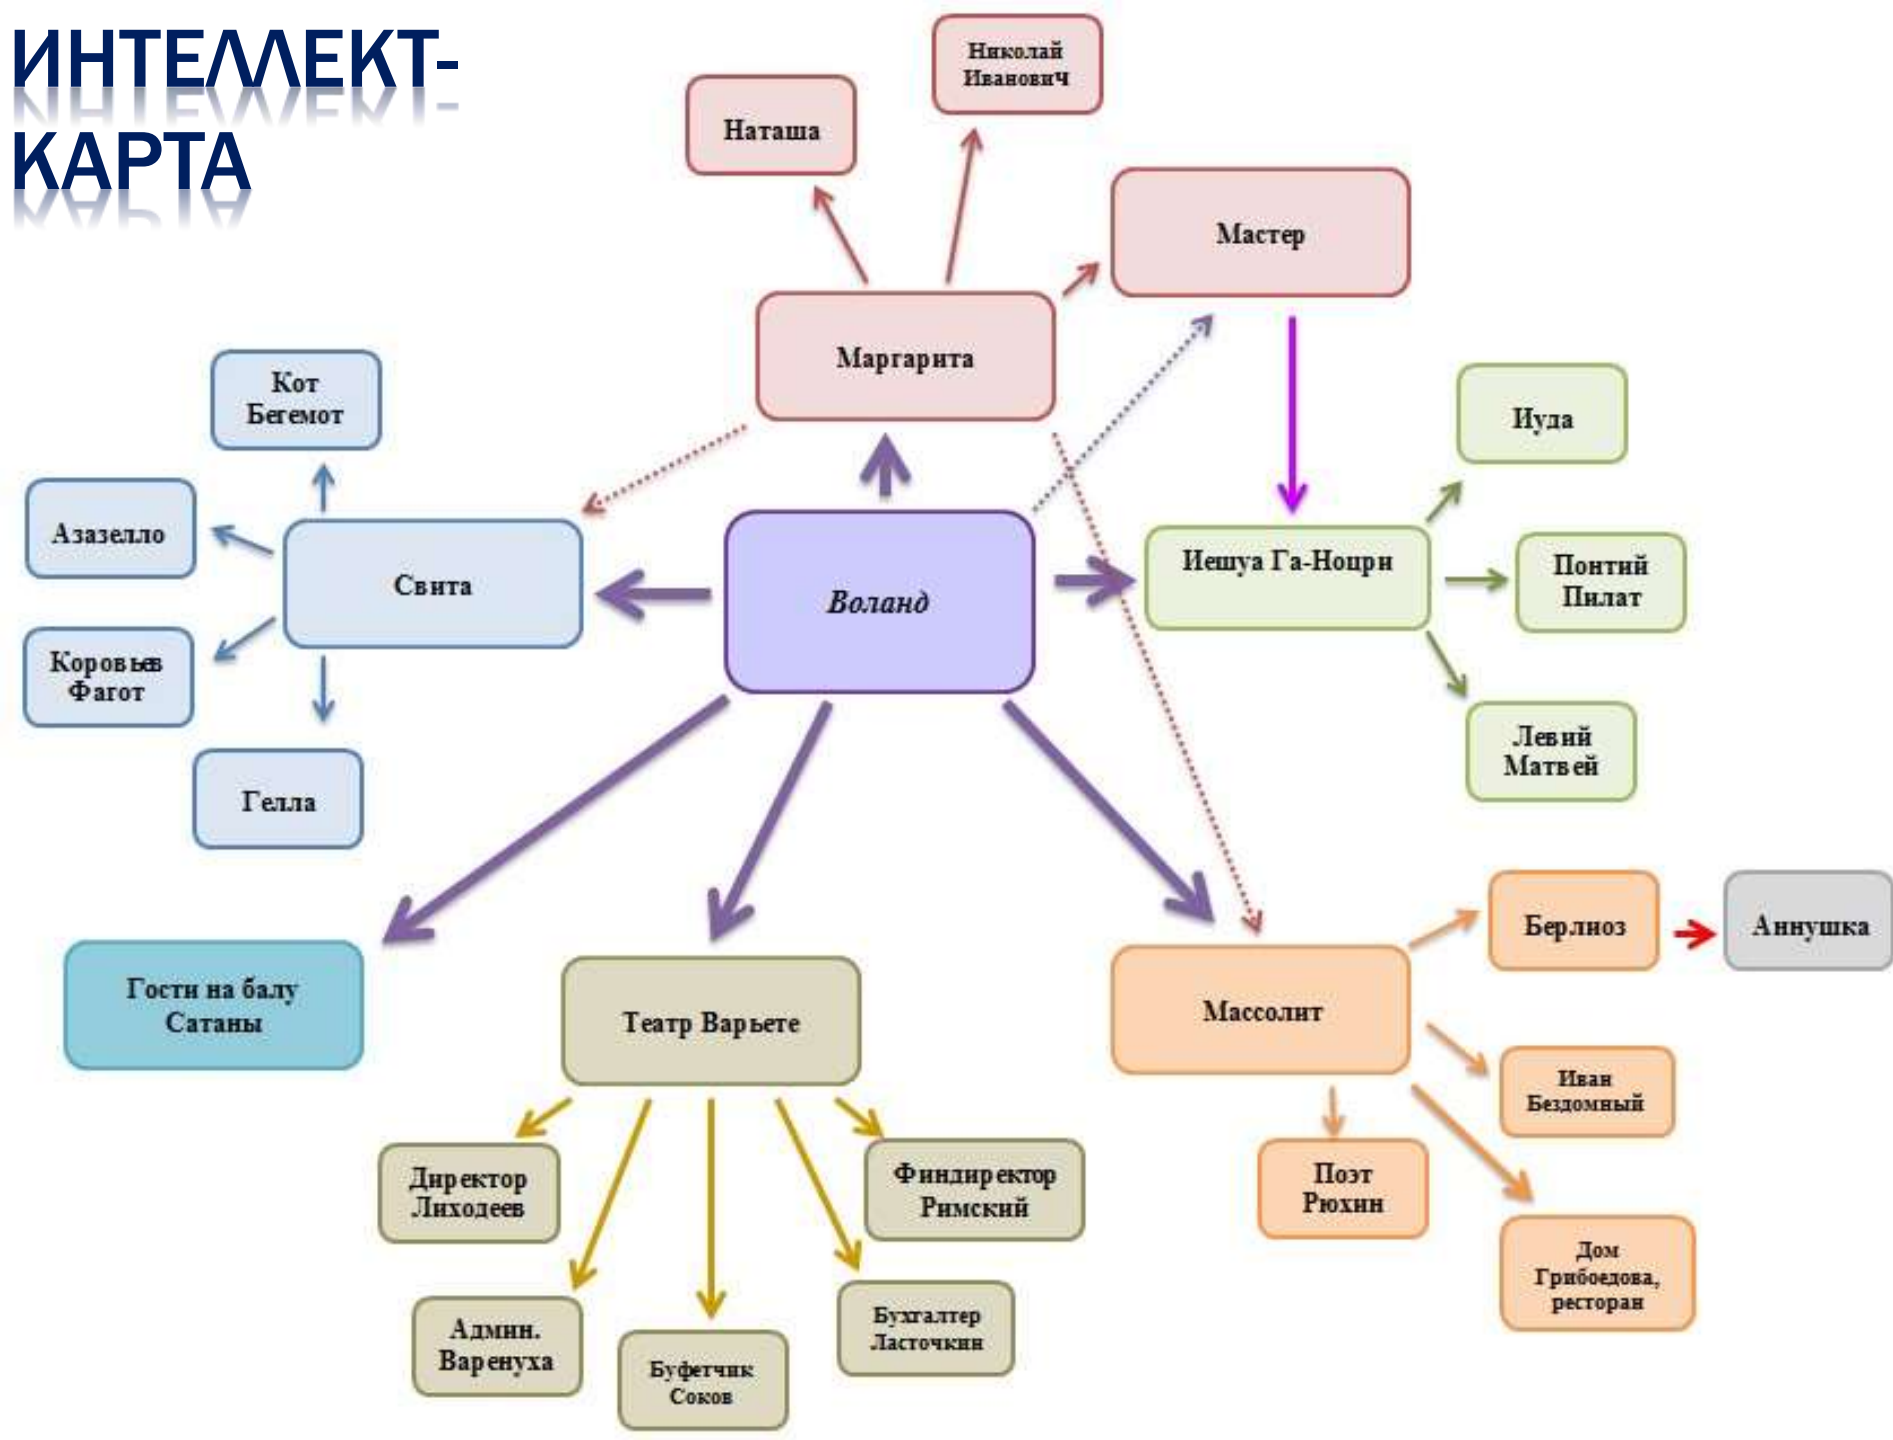 ИНТЕЛЛЕКТ-
КАРТА
Николай
Иванович
Наташа
Мастер
Маргарита
Кот
Бегемот
Иуда
Азазелло
Свита
Воланд
Иешуа Га-Ноцри
Понтий
Пилат
Коровьев
Фагот
Левий
Матвей
Гелла
Берлиоз
Аннушка
Гости на балу
Сатаны
Театр Варьете
Массолит
Иван
Бездомный
Директор
Лиходеев
Финдиректор
Римский
Поэт
Рюхин
Дом
Грибоедова,
ресторан
Админ.
Варенуха
Буфетчик
Соков
Бухгалтер
Ласточкин